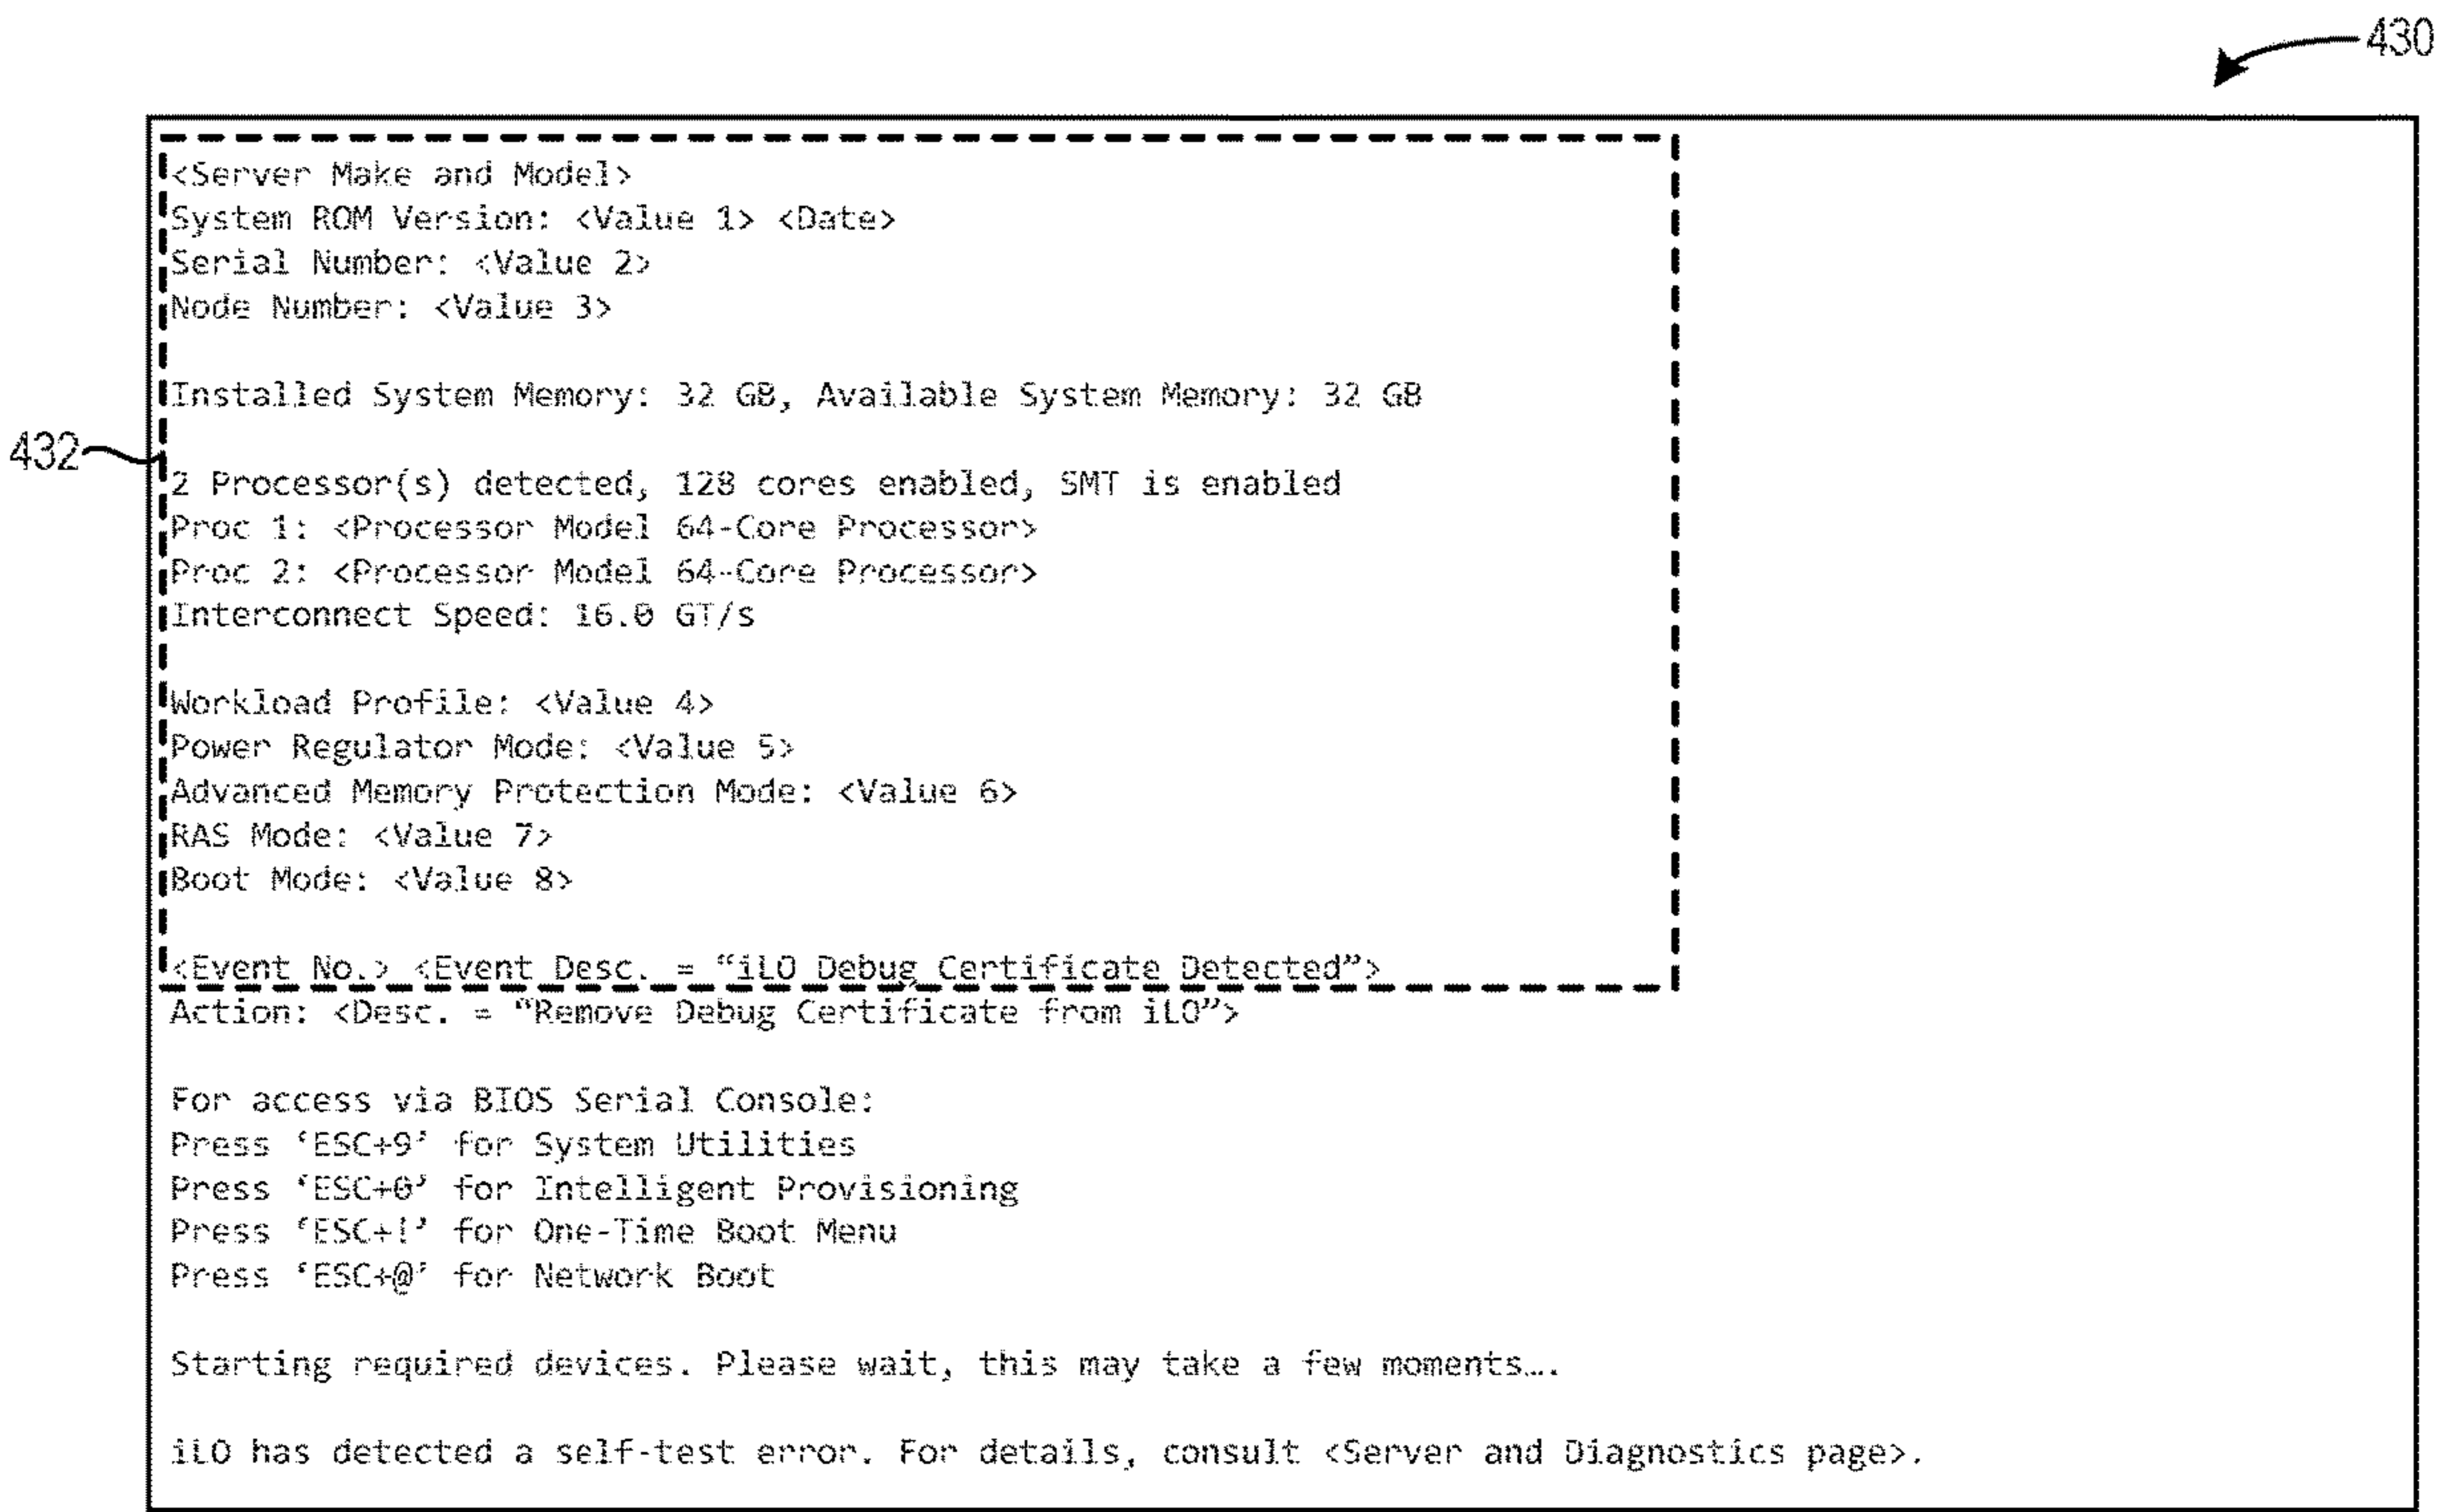 430
<Server Make and Model>
System ROM Version: <Value 1> <Date>
Serial Number: <Value 2>
Node Number: <Value 3>
Installed System Memory: 32 GB, Available System Memory: 32 GB
432
2 Processor(s) detected, 128 cores enabled, SMT is enabled
Proc 1: <Processor Model 64-Core Processor>
Proc 2: <Processor Model 64-Core Processor>
Interconnect Speed: 16.0 GT/s
Workload Profile: <Value 4>
Power Regulator Mode: <Value 5>
Advanced Memory Protection Mode: <Value 6>
RAS Mode: <Value 7>
Boot Mode: <Value 8>
<Event No.> <Event Desc. = “iLO Debug Certificate Detected”>
Action: <Desc. = “Remove Debug Certificate from iLO”>
For access via BIOS Serial Console:
Press ‘ESC+9’ for System Utilities
Press ‘ESC+0’ for Intelligent Provisioning
Press ‘ESC+!’ for One-Time Boot Menu
Press ‘ESC+@’ for Network Boot
Starting required devices. Please wait, this may take a few moments….
iLO has detected a self-test error. For details, consult <Server and Diagnostics page>.